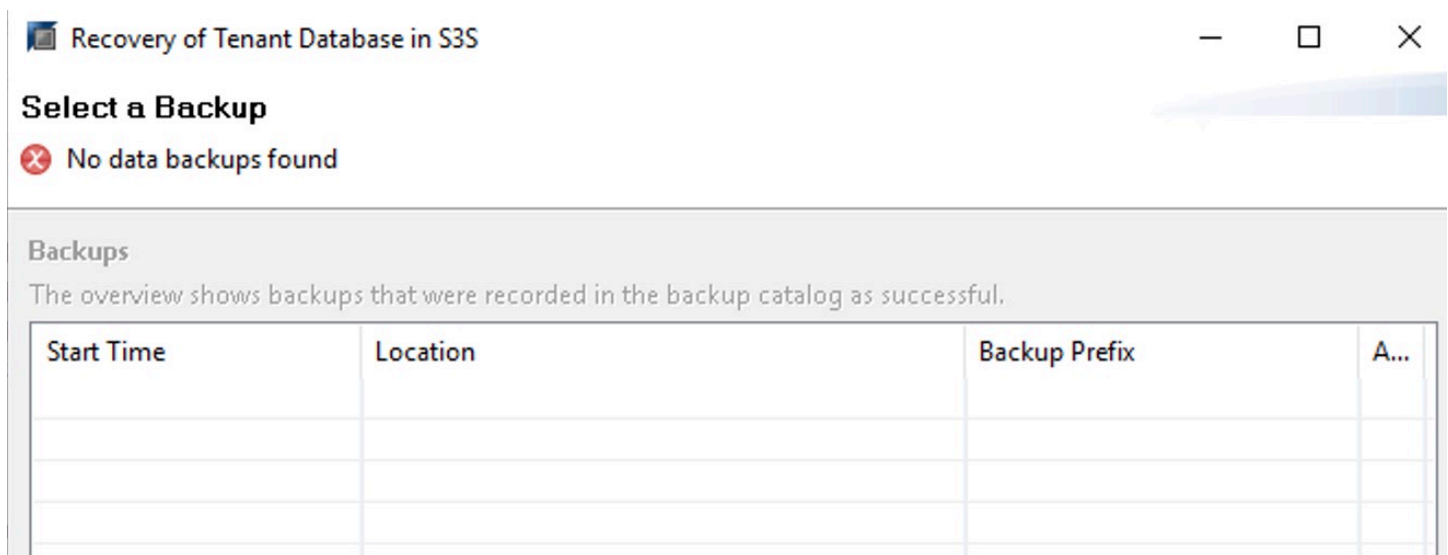 Recovery of Tenant Database in S3S
Select a Backup
No data backups found
Backups
The overview shows backups that were recorded in the backup catalog as successful.
Start Time Location Backup Prefix A...